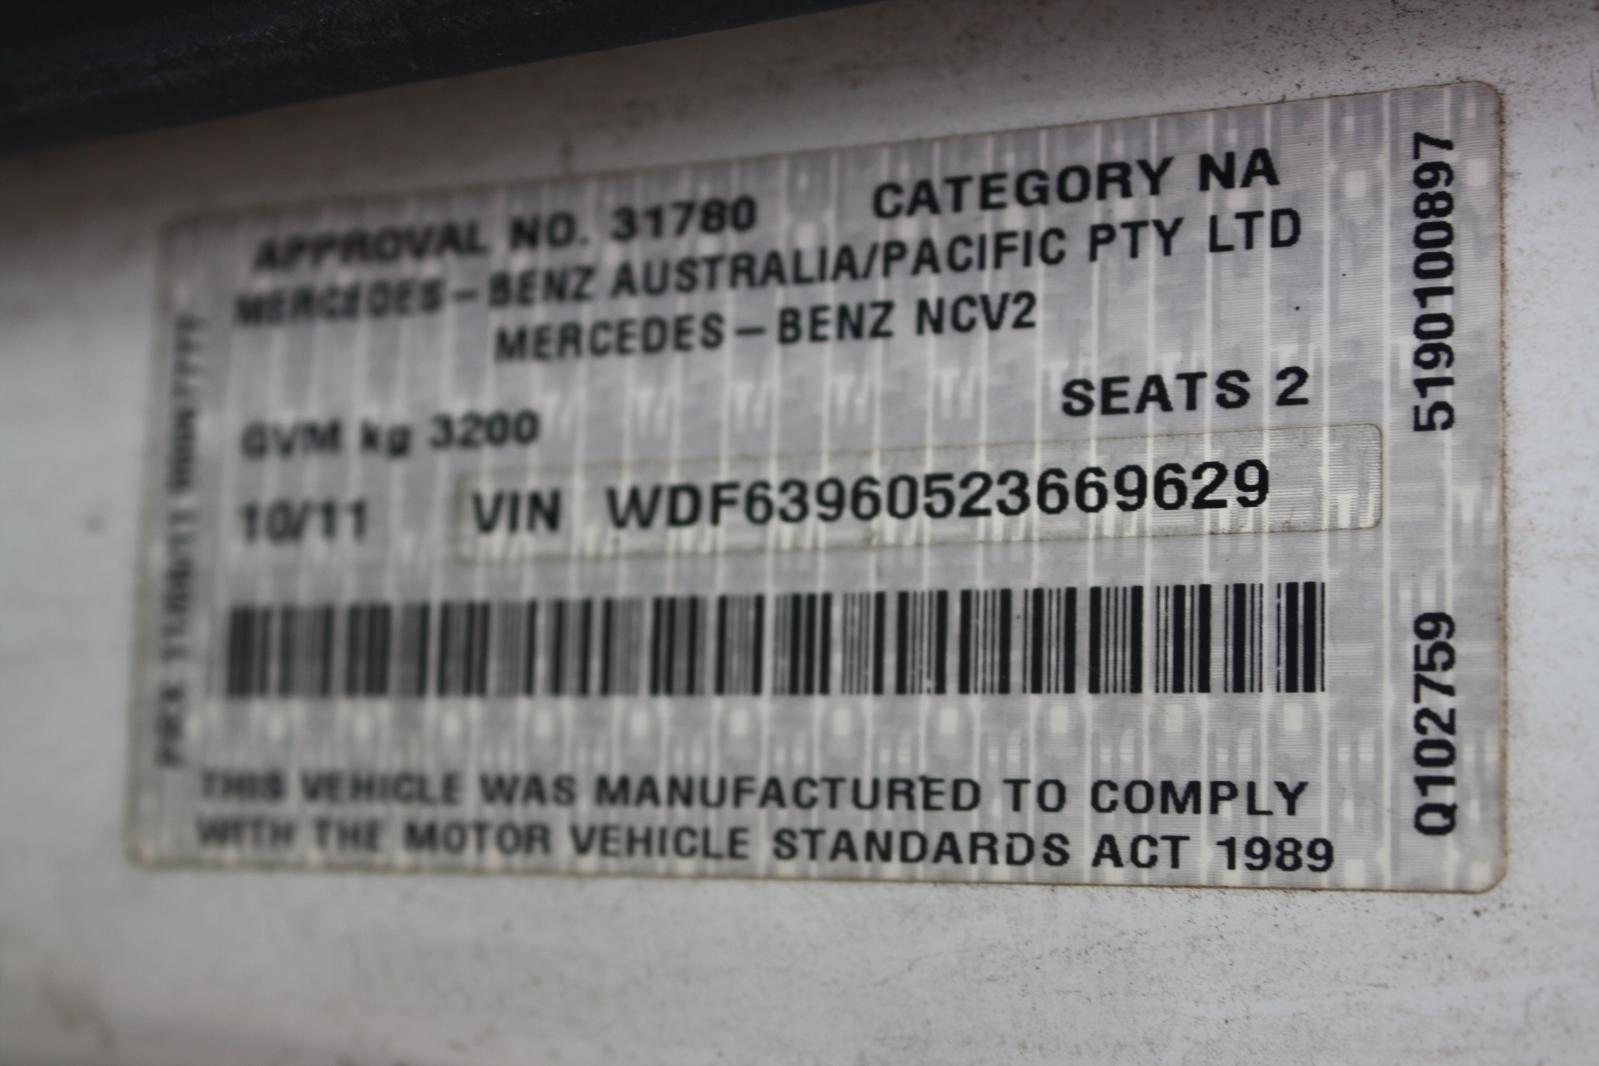 APPROVAL NO. 31780 CATEGORY NA
MERCEDES-BENZ AUSTRALIA/PACIFIC PTY LTD
MERCEDES-BENZ NCV2
SEATS 2
GVM kg 3200
10/11 VIN WDF63960523669629
THIS VEHICLE WAS MANUFACTURED TO COMPLY
WITH THE MOTOR VEHICLE STANDARDS ACT 1989
5190100897
Q102759